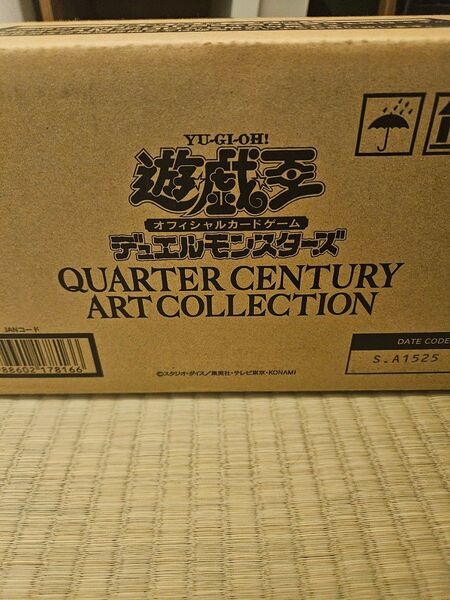 YU-GI-OH!
遊戯王
オフィシャルカードゲーム
デュエルモンスターズ
QUARTER CENTURY
ART COLLECTION
JANコード
88602178166
DATE CODE
S.A1525
©スタジオ・ダイス/集英社・テレビ東京・KONAMI